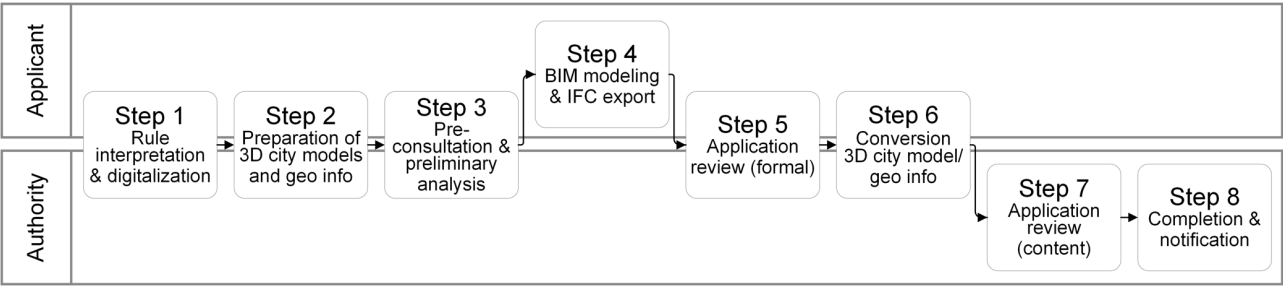 Applicant
Authority
Step 1
Rule
interpretation
& digitalization
Step 2
Preparation of
3D city models
and geo info
Step 3
Pre-
consultation &
preliminary
analysis
Step 4
BIM modeling
& IFC export
Step 5
Application
review (formal)
Step 6
Conversion
3D city model/
geo info
Step 7
Application
review
(content)
Step 8
Completion &
notification